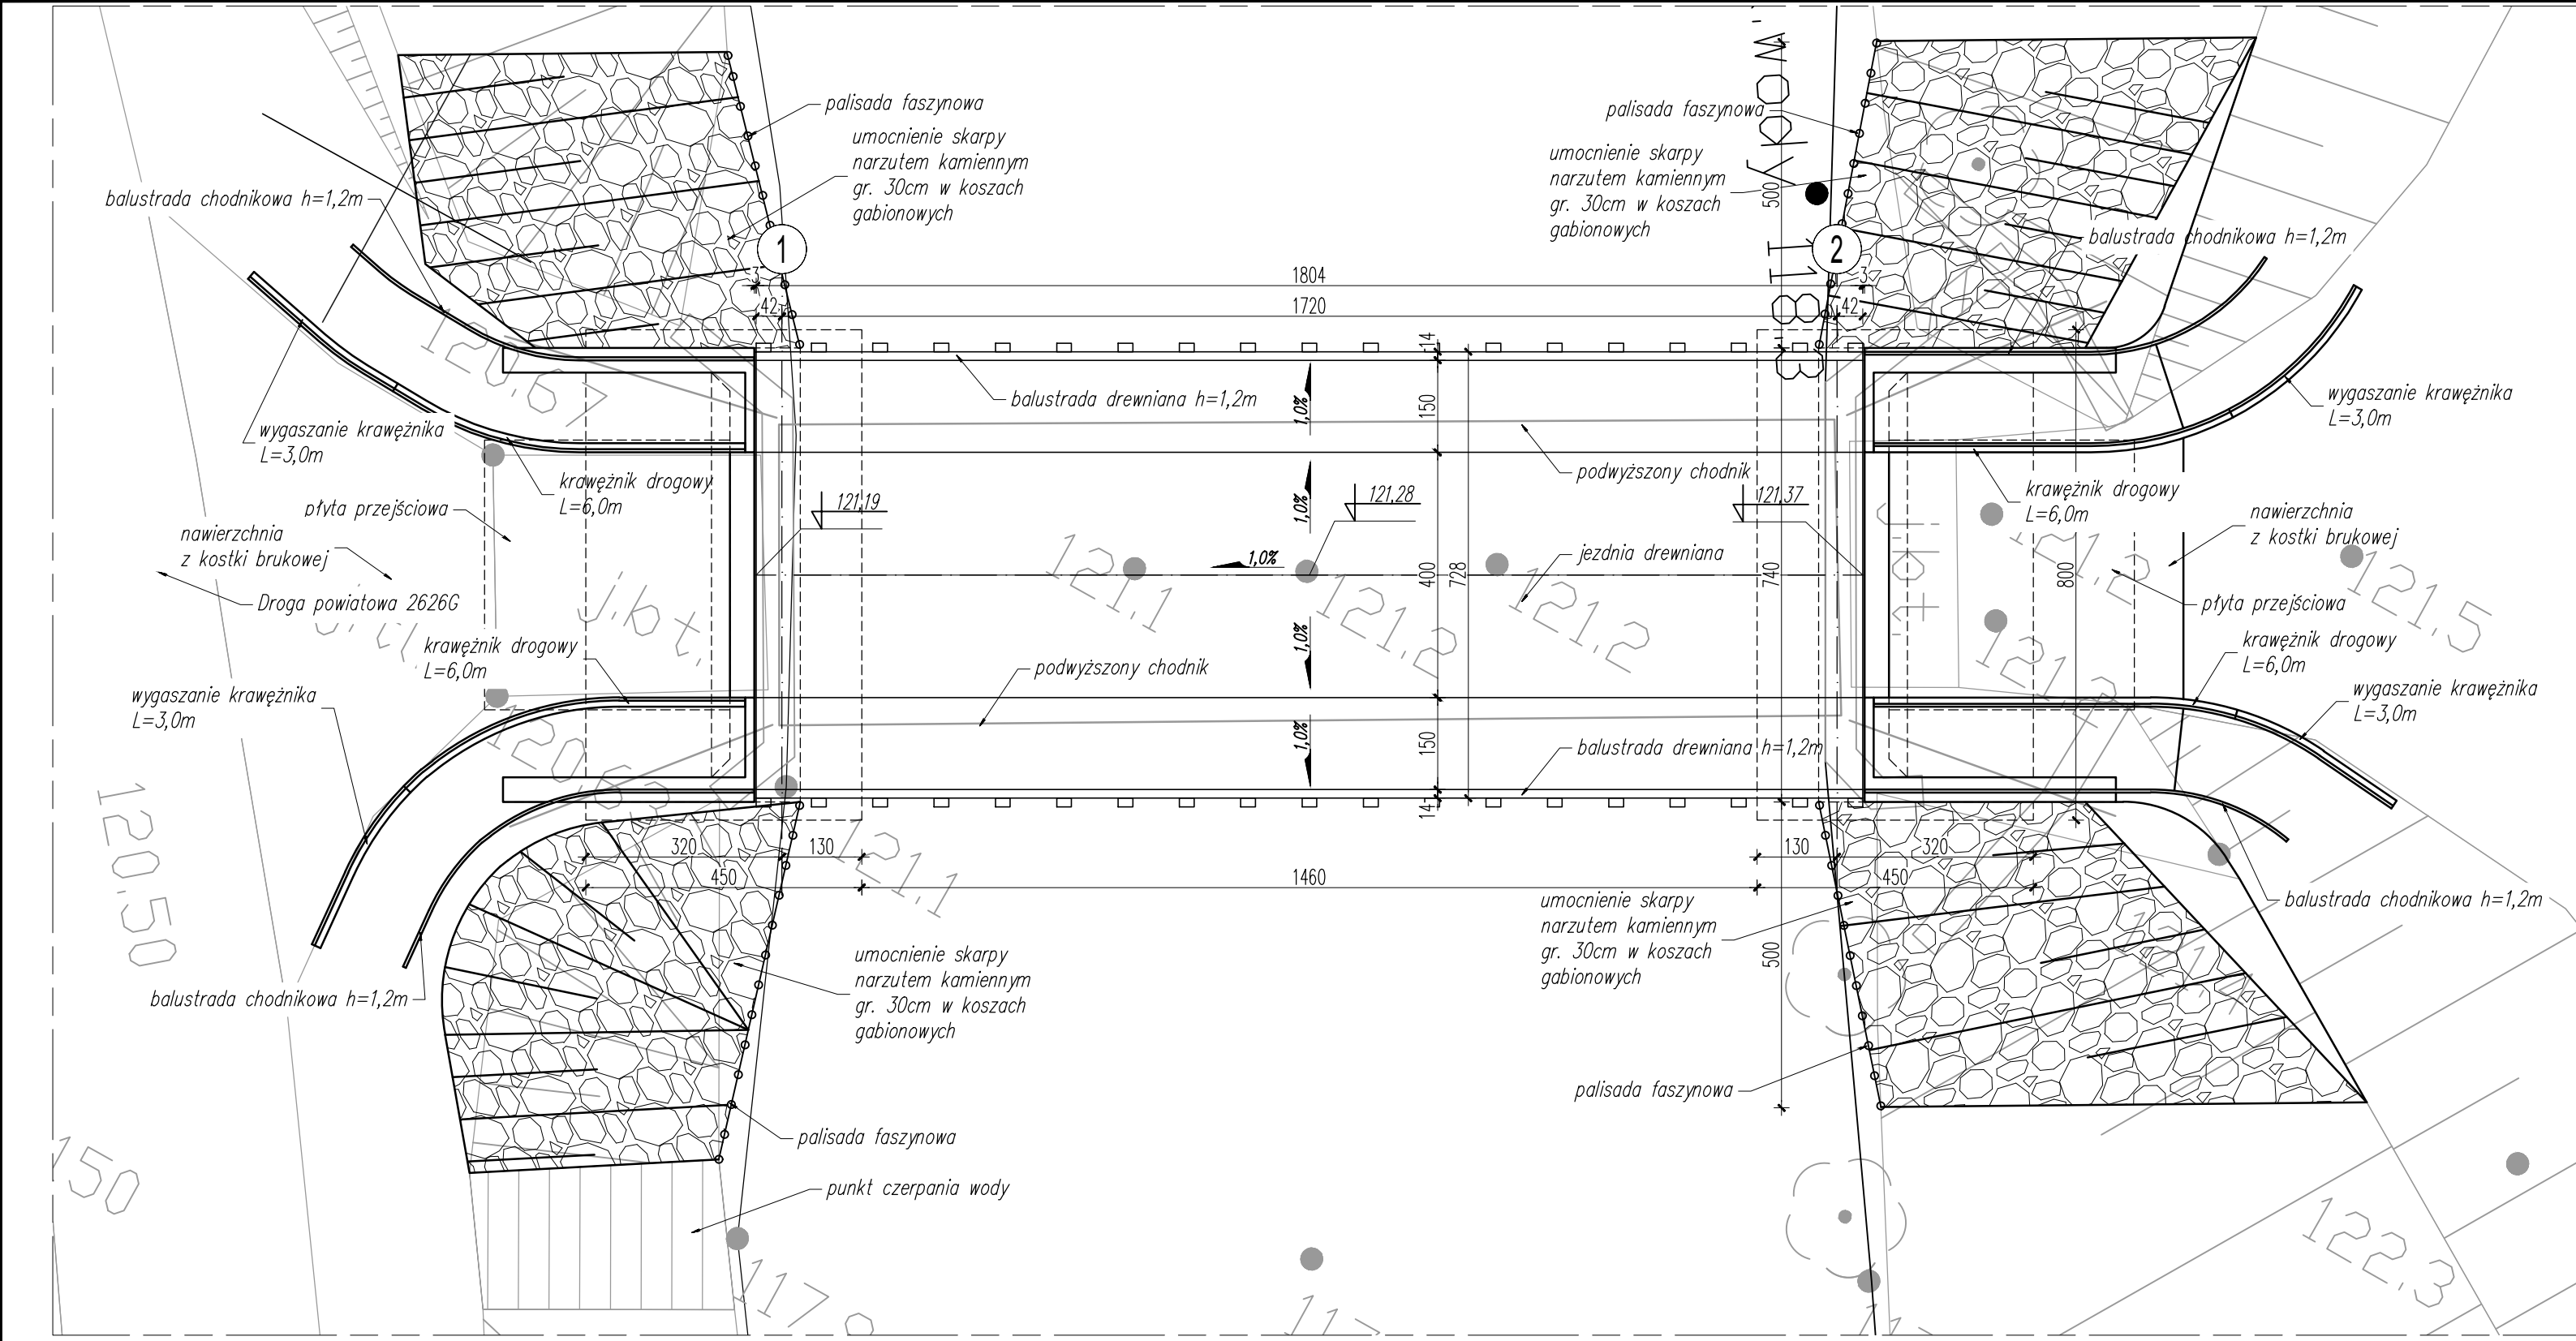 palisada faszynowa
umocnienie skarpy
narzutem kamiennym
gr. 30cm w koszach
gabionowych
balustrada chodnikowa h=1,2m
1
palisada faszynowa
umocnienie skarpy
narzutem kamiennym
gr. 30cm w koszach
gabionowych
500
2
balustrada chodnikowa h=1,2m
3
1804
3
42
1720
42
14
120.67
balustrada drewniana h=1,2m
150
1,0%
wygaszanie krawężnika
L=3,0m
wygaszanie krawężnika
L=3,0m
podwyższony chodnik
krawężnik drogowy
L=6,0m
krawężnik drogowy
L=6,0m
płyta przejściowa
121,19
1,0%
121,28
121,37
nawierzchnia
z kostki brukowej
nawierzchnia
z kostki brukowej
jezdnia drewniana
1,0%
400
728
740
800
121.1
121.2
121.2
121.2
121.5
j.bt.
j.bt.
Droga powiatowa 2626G
płyta przejściowa
krawężnik drogowy
L=6,0m
1,0%
krawężnik drogowy
L=6,0m
podwyższony chodnik
wygaszanie krawężnika
L=3,0m
wygaszanie krawężnika
L=3,0m
120.63
1,0%
150
balustrada drewniana h=1,2m
14
120.50
121.1
320
130
130
320
450
1460
450
balustrada chodnikowa h=1,2m
umocnienie skarpy
narzutem kamiennym
gr. 30cm w koszach
gabionowych
500
umocnienie skarpy
narzutem kamiennym
gr. 30cm w koszach
gabionowych
balustrada chodnikowa h=1,2m
palisada faszynowa
palisada faszynowa
punkt czerpania wody
150
122.3